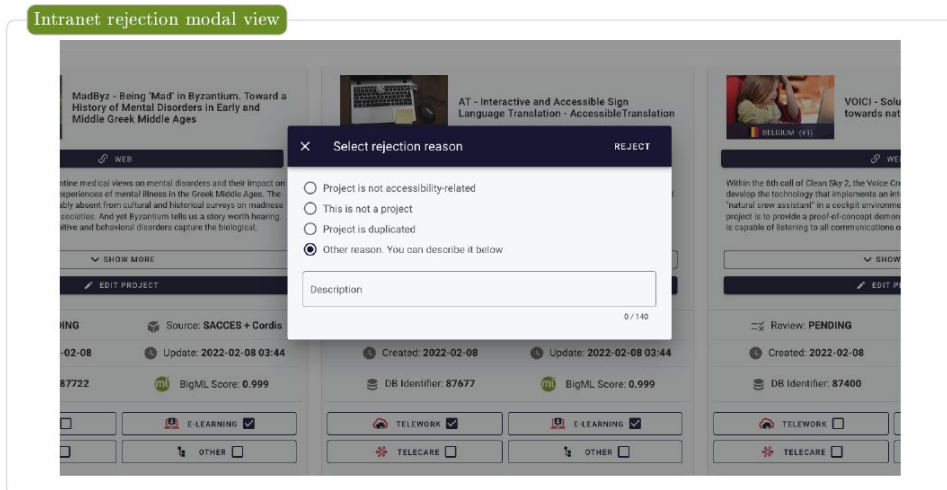 Intranet rejection modal view
MadByz - Being 'Mad' in Byzantium. Toward a
History of Mental Disorders in Early and
Middle Greek Middle Ages
WEB
ntine medical views on mental disorders and their impact on
experiences of mental illness in the Greek Middle Ages. The
ably absent from cultural and historical surveys on madness
societies. And yet Byzantium tells us a story worth hearing.
nitive and behavioral disorders capture the biological,
SHOW MORE
EDIT PROJECT
Source: SACCES + Cordis
-02-08
Update: 2022-02-08 03:44
87722
BigML Score: 0.999
E-LEARNING
OTHER
AT - Interactive and Accessible Sign
Language Translation - AccessibleTranslation
Select rejection reason
REJECT
Project is not accessibility-related
This is not a project
Project is duplicated
Other reason. You can describe it below
Description
0 / 140
Created: 2022-02-08
Update: 2022-02-08 03:44
DB Identifier: 87677
BigML Score: 0.999
TELEWORK
E-LEARNING
TELECARE
OTHER
BELGIUM (+1)
VOICI - Solu
towards nat
WE
Within the 6th call of Clean Sky 2, the Voice Cre
develop the technology that implements an int
"natural crew assistant" in a cockpit environme
project is to provide a proof-of-concept demon
is capable of listening to all communications o
SHOW
EDIT P
Review: PENDING
Created: 2022-02-08
DB Identifier: 87400
TELEWORK
TELECARE